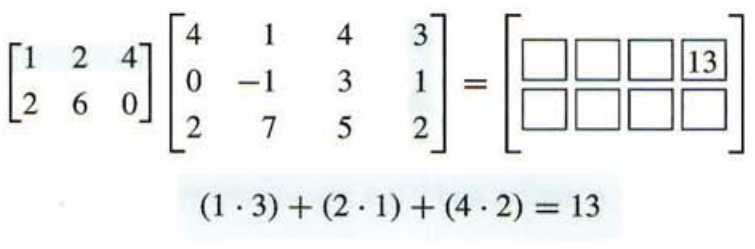 [1 2 4] [4 1 4 3] = [□ □ □ 13]
[2 6 0] [0 −1 3 1] [□ □ □ □]
[2 7 5 2]
(1 · 3) + (2 · 1) + (4 · 2) = 13